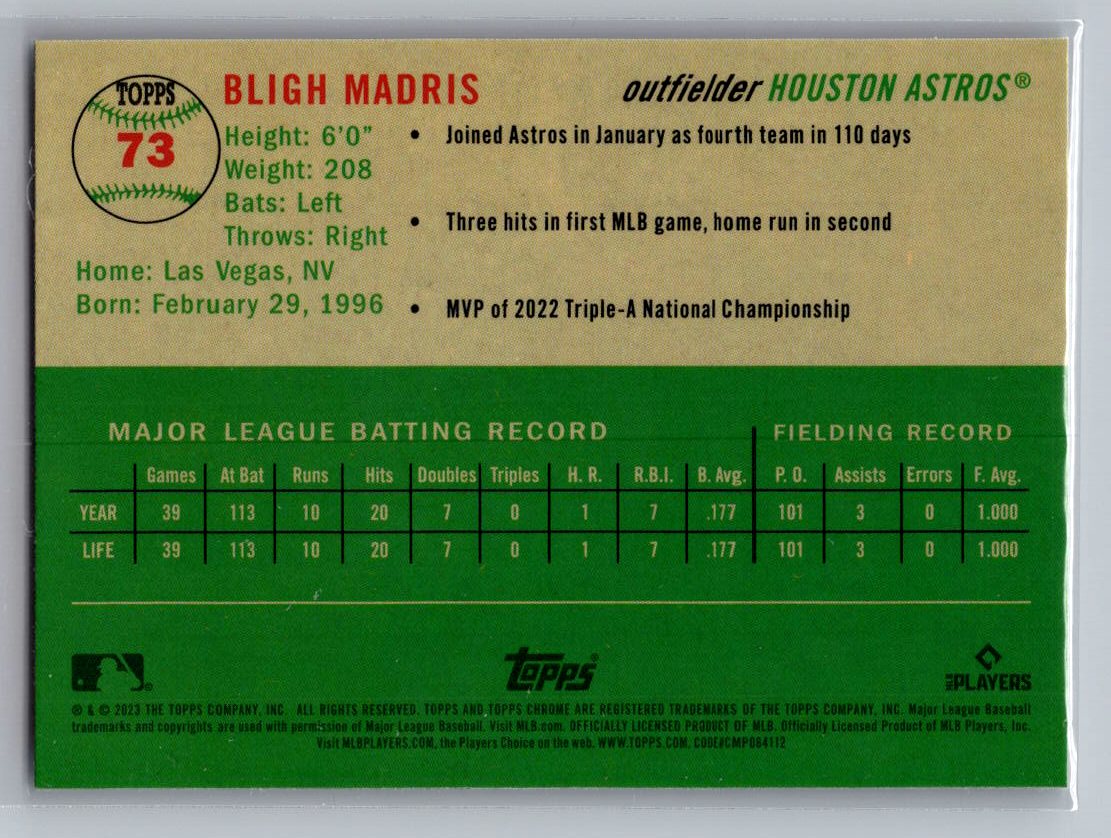 TOPPS
73
BLIGH MADRIS
outfielder HOUSTON ASTROS®
Height: 6'0"
Weight: 208
Bats: Left
Throws: Right
Home: Las Vegas, NV
Born: February 29, 1996
• Joined Astros in January as fourth team in 110 days
• Three hits in first MLB game, home run in second
• MVP of 2022 Triple-A National Championship
MAJOR LEAGUE BATTING RECORD FIELDING RECORD
Games At Bat Runs Hits Doubles Triples H. R. R.B.I. B. Avg. P. O. Assists Errors F. Avg.
YEAR 39 113 10 20 7 0 1 7 .177 101 3 0 1.000
LIFE 39 113 10 20 7 0 1 7 .177 101 3 0 1.000
topps®
PLAYERS
® & © 2023 THE TOPPS COMPANY, INC. ALL RIGHTS RESERVED. TOPPS AND TOPPS CHROME ARE REGISTERED TRADEMARKS OF THE TOPPS COMPANY, INC. Major League Baseball
trademarks and copyrights are used with permission of Major League Baseball. Visit MLB.com. OFFICIALLY LICENSED PRODUCT OF MLB. Officially Licensed Product of MLB Players, Inc.
Visit MLBPLAYERS.COM, the Players Choice on the web. WWW.TOPPS.COM. CODE#CMP084112